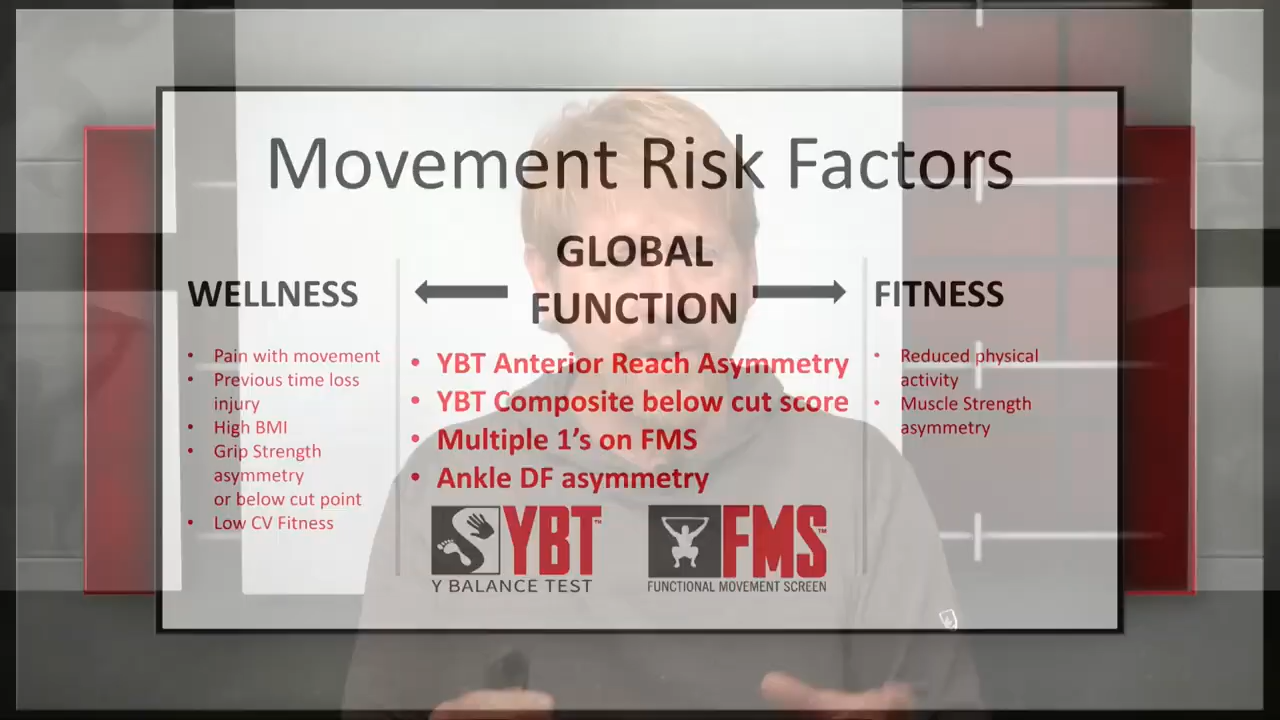 Movement Risk Factors
WELLNESS
• Pain with movement
• Previous time loss
injury
• High BMI
• Grip Strength
asymmetry
or below cut point
• Low CV Fitness
GLOBAL
FUNCTION
• YBT Anterior Reach Asymmetry
• YBT Composite below cut score
• Multiple 1’s on FMS
• Ankle DF asymmetry
YBT™
Y BALANCE TEST
FMS™
FUNCTIONAL MOVEMENT SCREEN
FITNESS
• Reduced physical
activity
• Muscle Strength
asymmetry